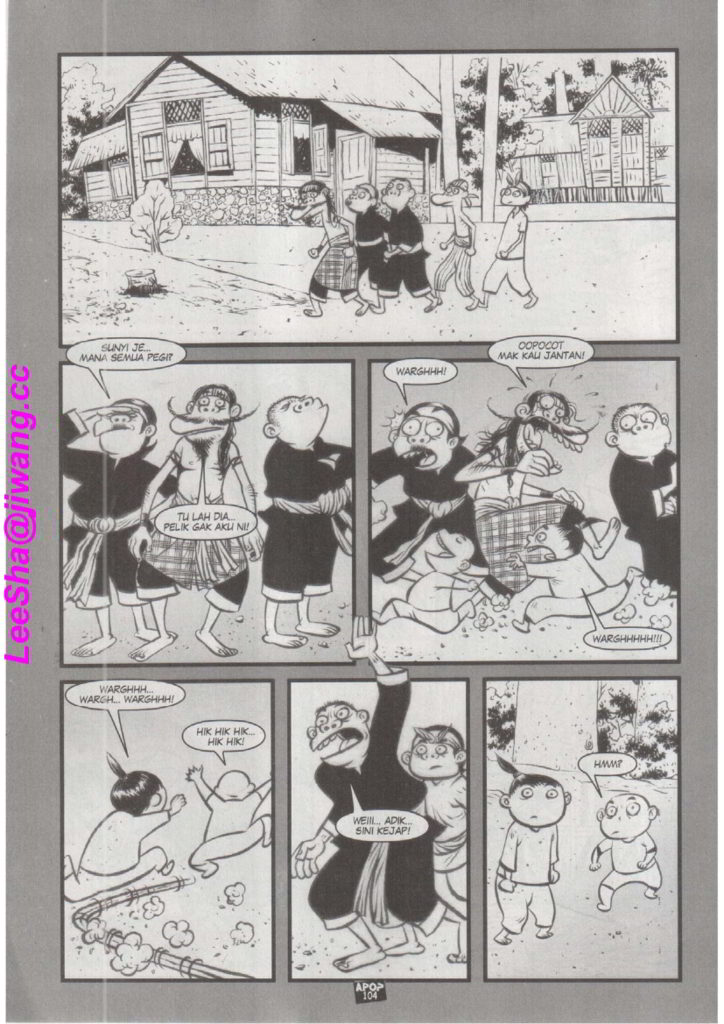 SUNYI JE...
MANA SEMUA PEGI?
TU LAH DIA...
PELIK GAK AKU NI!
WARGHHH!
OOPOCOT
MAK KAU JANTAN!
WARGHHHHH!!!
WARGHHH...
WARGH... WARGHHH!
HIK HIK HIK...
HIK HIK!
WEIII... ADIK...
SINI KEJAP!
HMM?
APOP
104
LeeSha@jiwang.cc